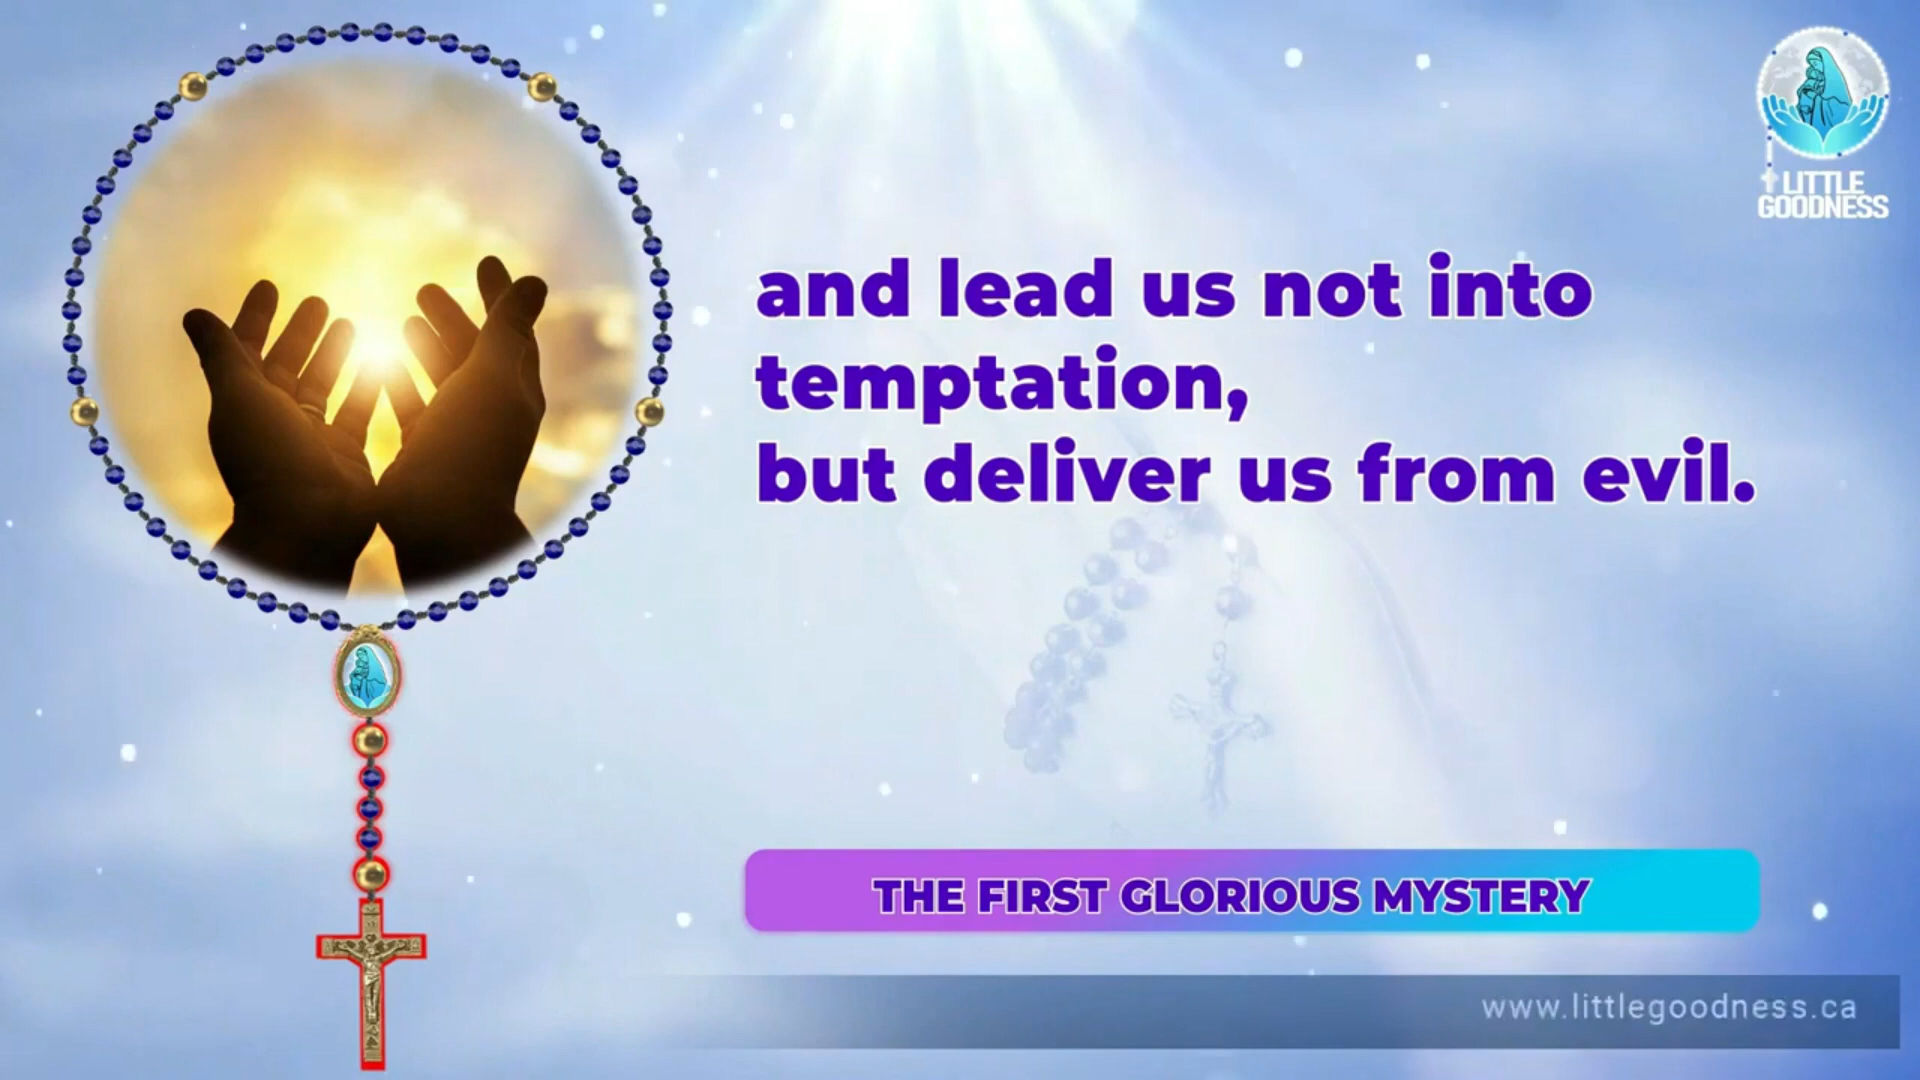 LITTLE
GOODNESS
and lead us not into
temptation,
but deliver us from evil.
THE FIRST GLORIOUS MYSTERY
www.littlegoodness.ca